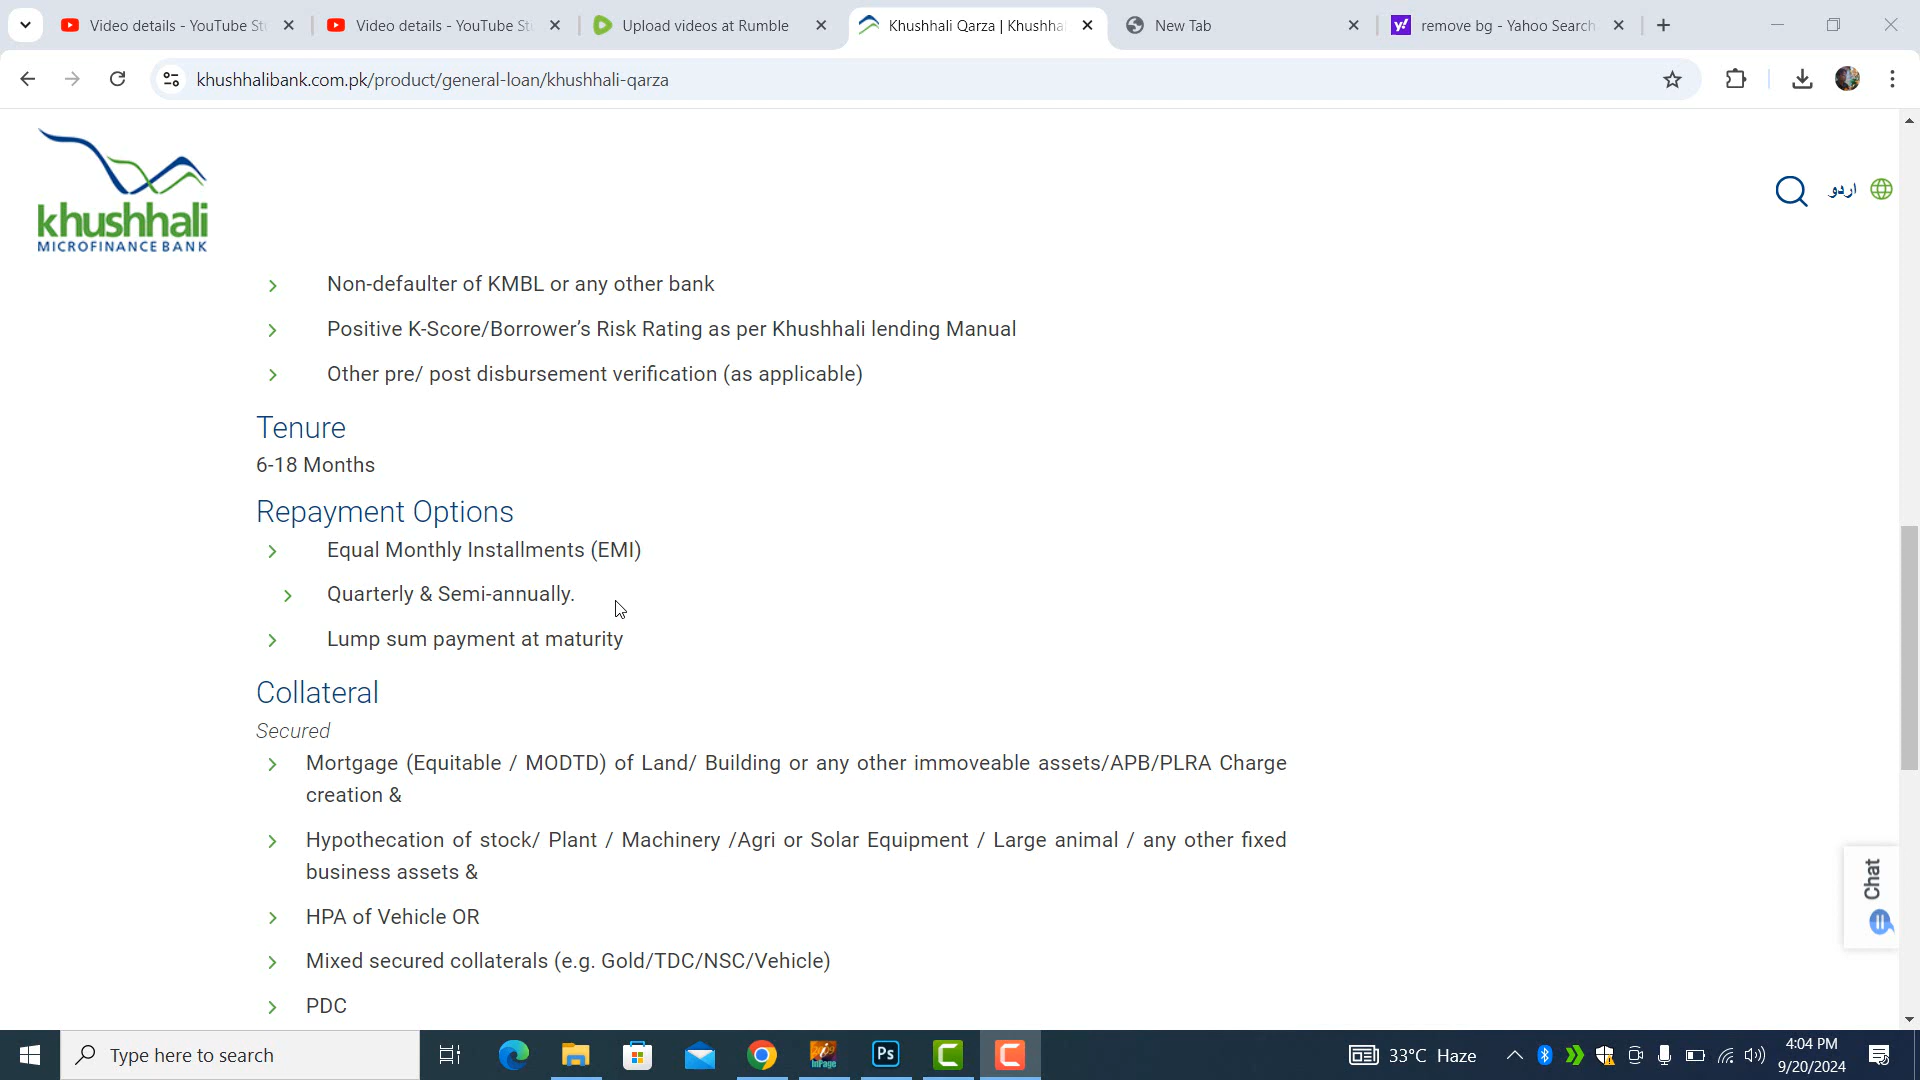 Video details - YouTube St
Video details - YouTube St
Upload videos at Rumble
Khushhali Qarza | Khushha
New Tab
remove bg - Yahoo Search
khushhalibank.com.pk/product/general-loan/khushhali-qarza
khushhali
MICROFINANCE BANK
اردو
Non-defaulter of KMBL or any other bank
Positive K-Score/Borrower’s Risk Rating as per Khushhali lending Manual
Other pre/ post disbursement verification (as applicable)
Tenure
6-18 Months
Repayment Options
Equal Monthly Installments (EMI)
Quarterly & Semi-annually.
Lump sum payment at maturity
Collateral
Secured
Mortgage (Equitable / MODTD) of Land/ Building or any other immoveable assets/APB/PLRA Charge
creation &
Hypothecation of stock/ Plant / Machinery /Agri or Solar Equipment / Large animal / any other fixed
business assets &
HPA of Vehicle OR
Mixed secured collaterals (e.g. Gold/TDC/NSC/Vehicle)
PDC
Chat
Type here to search
InPage
Ps
33°C Haze
4:04 PM
9/20/2024